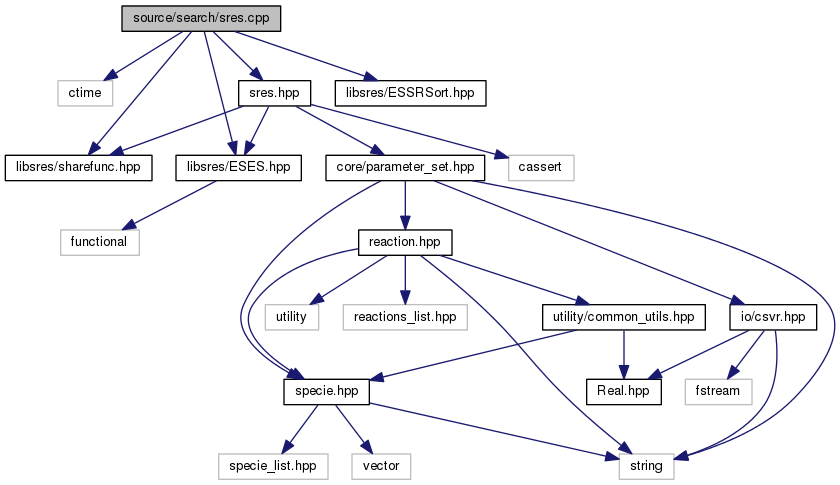 source/search/sres.cpp
ctime
sres.hpp
libsres/ESSRSort.hpp
libsres/sharefunc.hpp
libsres/ESES.hpp
core/parameter_set.hpp
cassert
functional
reaction.hpp
utility
reactions_list.hpp
utility/common_utils.hpp
io/csvr.hpp
specie.hpp
Real.hpp
fstream
specie_list.hpp
vector
string